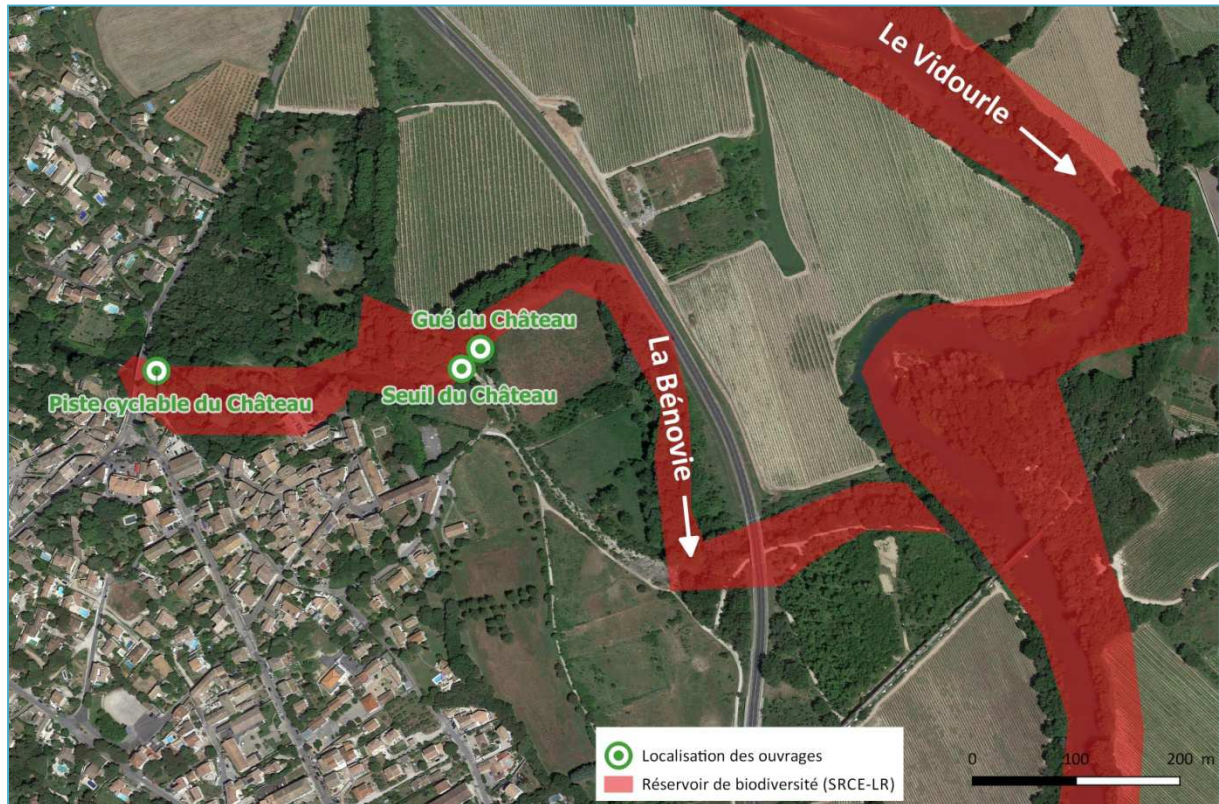 Le Vidourle
Gué du Château
Seuil du Château
Piste cyclable du Château
La Bénovie
Localisation des ouvrages
Réservoir de biodiversité (SRCE-LR)
0 100 200 m